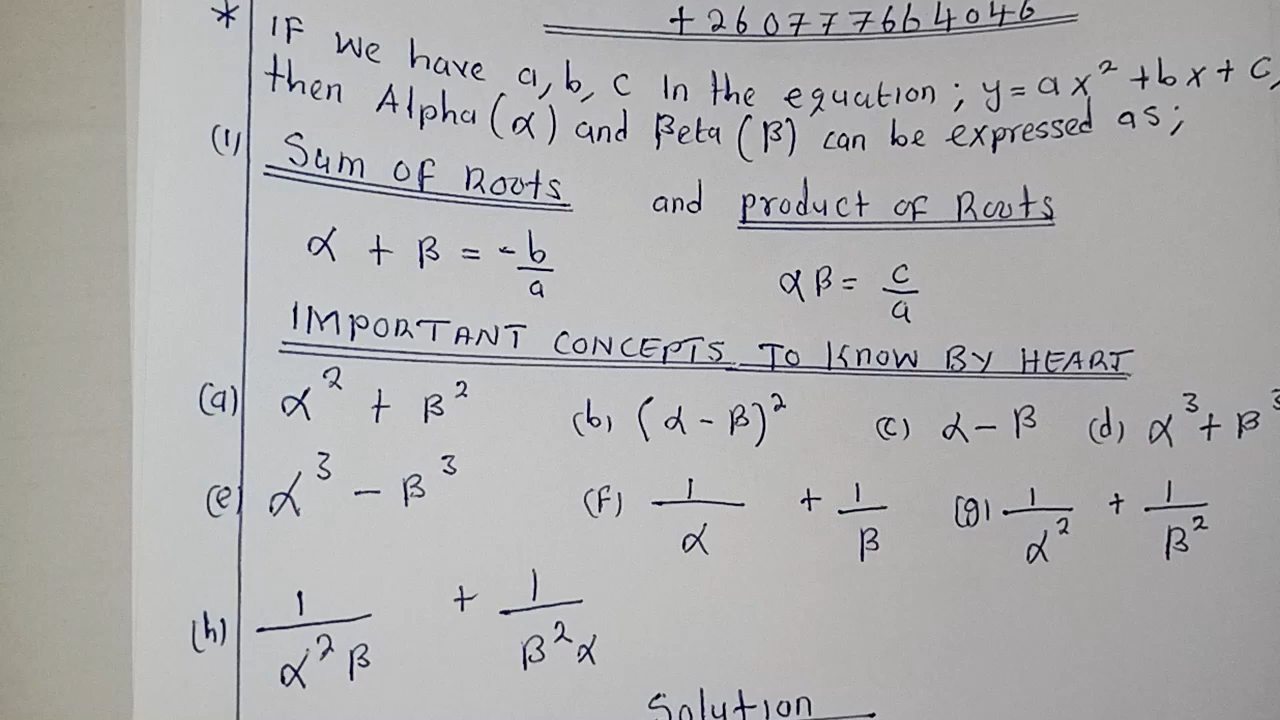 +260777664046
* IF we have a, b, c in the equation; y = ax² + bx + c,
then Alpha (α) and Beta (β) can be expressed as;
(1) Sum of Roots and product of Roots
α + β = -b/a αβ = c/a
IMPORTANT CONCEPTS TO KNOW BY HEART
(a) α² + β² (b) (α - β)² (c) α - β (d) α³ + β³
(e) α³ - β³ (F) 1/α + 1/β (g) 1/α² + 1/β²
(h) 1/α²β + 1/β²α
Solution